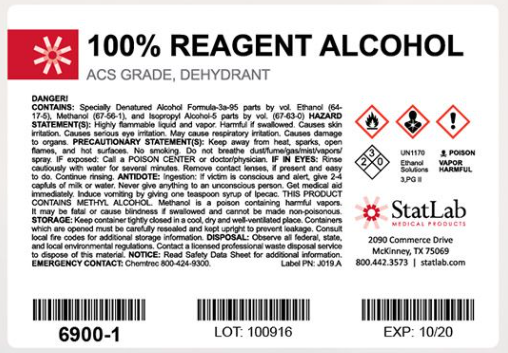 100% REAGENT ALCOHOL
ACS GRADE, DEHYDRANT
DANGER!
CONTAINS: Specially Denatured Alcohol Formula-3a-95 parts by vol. Ethanol (64-
17-5), Methanol (67-56-1), and Isopropyl Alcohol-5 parts by vol. (67-63-0) HAZARD
STATEMENT(S): Highly flammable liquid and vapor. Harmful if swallowed. Causes skin
irritation. Causes serious eye irritation. May cause respiratory irritation. Causes damage
to organs. PRECAUTIONARY STATEMENT(S): Keep away from heat, sparks, open
flames, and hot surfaces. No smoking. Do not breathe dust/fume/gas/mist/vapors/
spray. IF exposed: Call a POISON CENTER or doctor/physician. IF IN EYES: Rinse
cautiously with water for several minutes. Remove contact lenses, if present and easy
to do. Continue rinsing. ANTIDOTE: Ingestion: If victim is conscious and alert, give 2-4
capfuls of milk or water. Never give anything to an unconscious person. Get medical aid
immediately. Induce vomiting by giving one teaspoon syrup of Ipecac. THIS PRODUCT
CONTAINS METHYL ALCOHOL. Methanol is a poison containing harmful vapors.
It may be fatal or cause blindness if swallowed and cannot be made non-poisonous.
STORAGE: Keep container tightly closed in a cool, dry and well-ventilated place. Containers
which are opened must be carefully resealed and kept upright to prevent leakage. Consult
local fire codes for additional storage information. DISPOSAL: Observe all federal, state,
and local environmental regulations. Contact a licensed professional waste disposal service
to dispose of this material. NOTICE: Read Safety Data Sheet for additional information.
EMERGENCY CONTACT: Chemtrec 800-424-9300. Label PN: J019.A
3
2 0
UN1170
Ethanol
Solutions
3,PG II
POISON
VAPOR
HARMFUL
StatLab
MEDICAL PRODUCTS
2090 Commerce Drive
McKinney, TX 75069
800.442.3573 | statlab.com
6900-1
LOT: 100916
EXP: 10/20